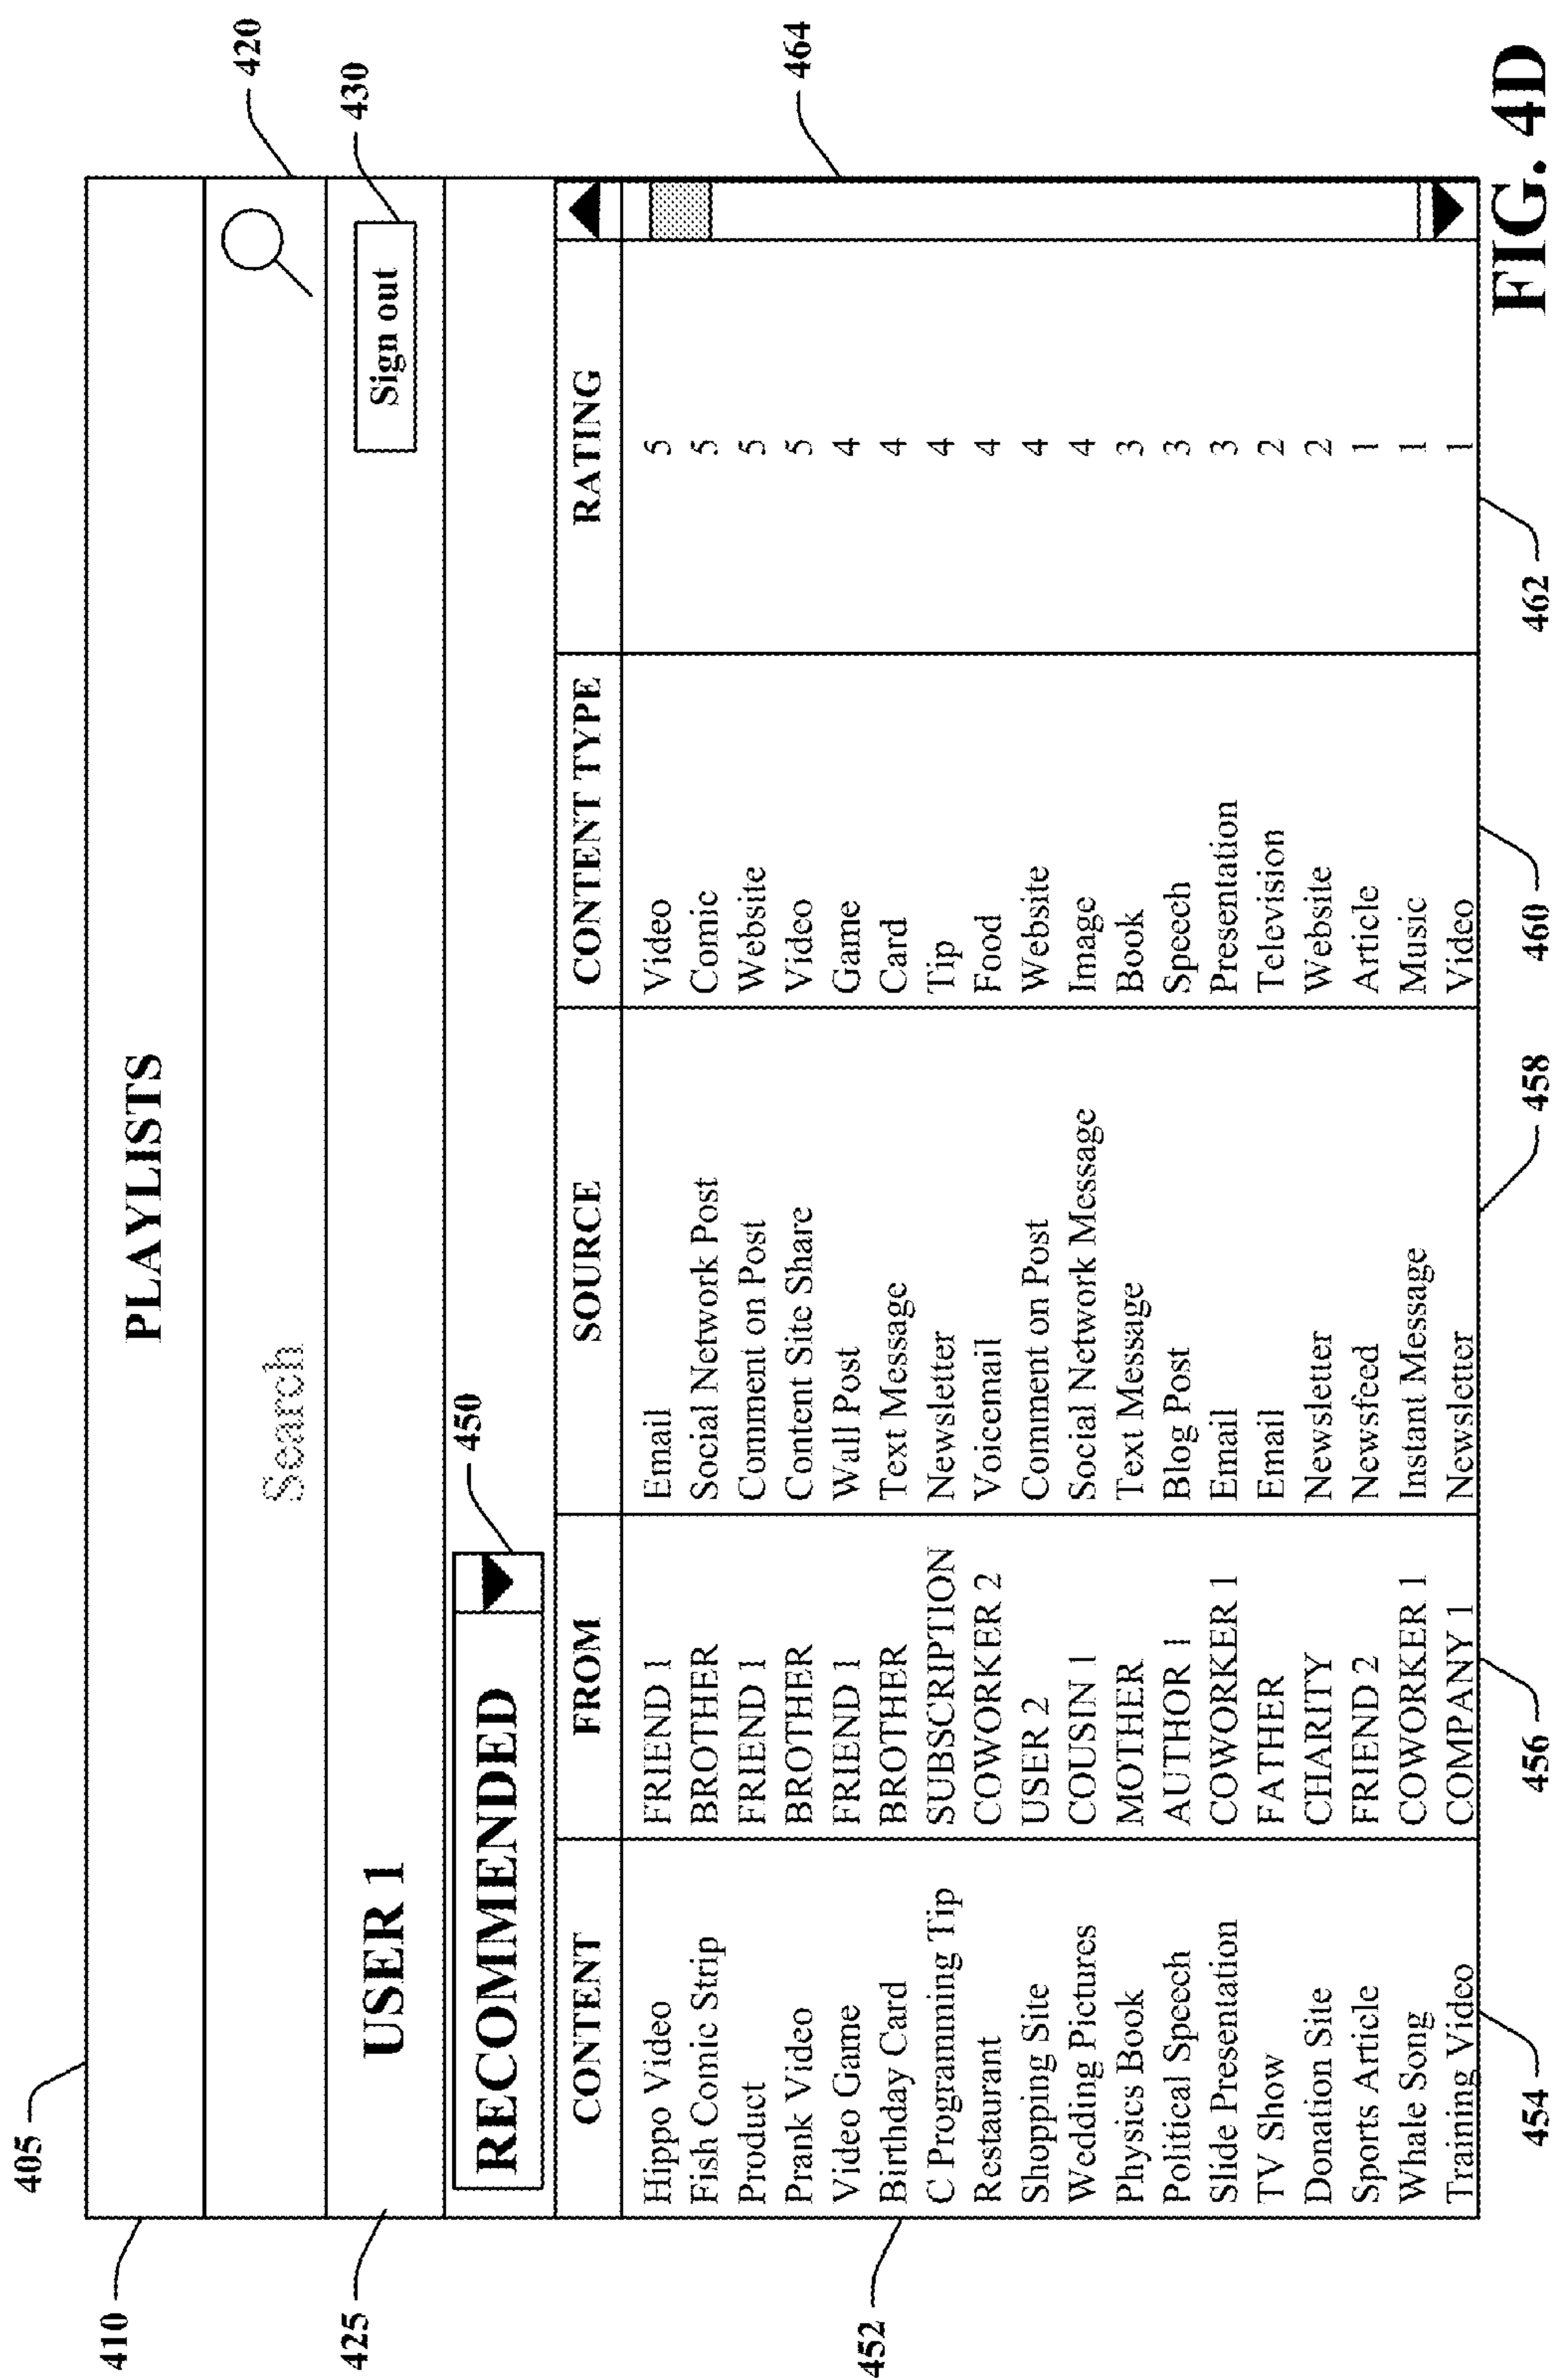 405
410
PLAYLISTS
420
Search
425
USER 1
Sign out
430
RECOMMENDED
450
CONTENT FROM SOURCE CONTENT TYPE RATING
Hippo Video FRIEND 1 Email Video 5
Fish Comic Strip BROTHER Social Network Post Comic 5
Product FRIEND 1 Comment on Post Website 5
Prank Video BROTHER Content Site Share Video 5
Video Game FRIEND 1 Wall Post Game 4
Birthday Card BROTHER Text Message Card 4
C Programming Tip SUBSCRIPTION Newsletter Tip 4
Restaurant COWORKER 2 Voicemail Food 4
Shopping Site USER 2 Comment on Post Website 4
Wedding Pictures COUSIN 1 Social Network Message Image 4
Physics Book MOTHER Text Message Book 3
Political Speech AUTHOR 1 Blog Post Speech 3
Slide Presentation COWORKER 1 Email Presentation 3
TV Show FATHER Email Television 2
Donation Site CHARITY Newsletter Website 2
Sports Article FRIEND 2 Newsfeed Article 1
Whale Song COWORKER 1 Instant Message Music 1
Training Video COMPANY 1 Newsletter Video 1
464
452
454
456
458
460
462
FIG. 4D